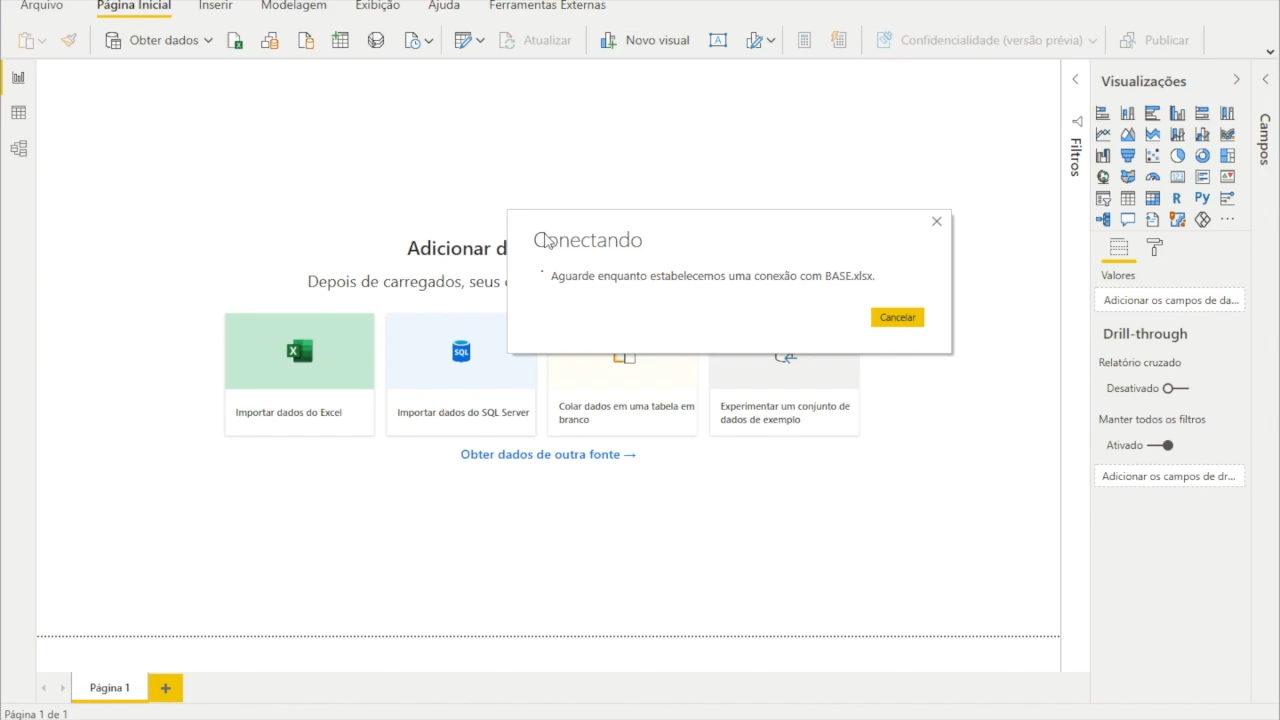 Arquivo
Página Inicial
Inserir
Modelagem
Exibição
Ajuda
Ferramentas Externas
Obter dados
Atualizar
Novo visual
A
Confidencialidade (versão prévia)
Publicar
Filtros
Visualizações
123
R
Py
...
Valores
Adicionar os campos de da...
Drill-through
Relatório cruzado
Desativado
Manter todos os filtros
Ativado
Adicionar os campos de dr...
Campos
Adicionar d
Depois de carregados, seus
Conectando
Aguarde enquanto estabelecemos uma conexão com BASE.xlsx.
Cancelar
X
SQL
Importar dados do Excel
Importar dados do SQL Server
Colar dados em uma tabela em
branco
Experimentar um conjunto de
dados de exemplo
Obter dados de outra fonte →
Página 1
+
Página 1 de 1